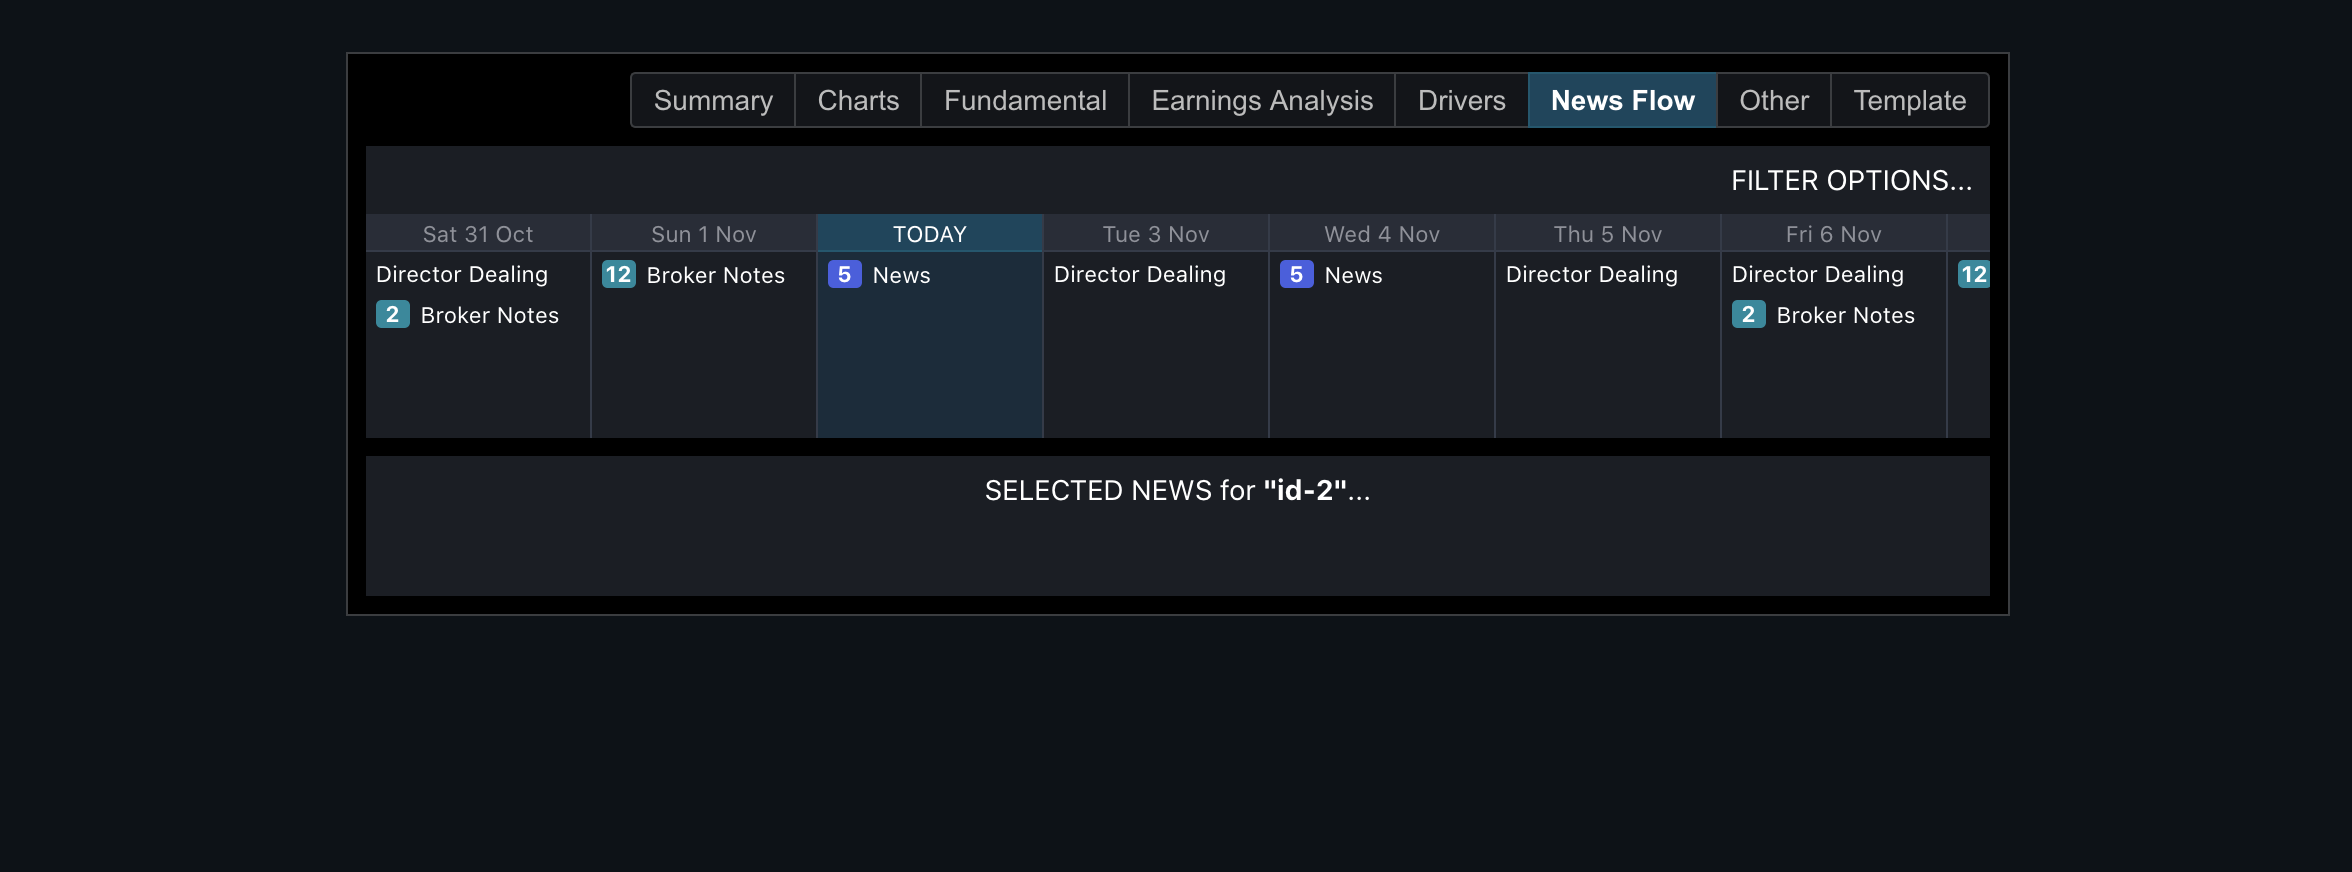 Summary Charts Fundamental Earnings Analysis Drivers News Flow Other Template
FILTER OPTIONS...
Sat 31 Oct Sun 1 Nov TODAY Tue 3 Nov Wed 4 Nov Thu 5 Nov Fri 6 Nov
Director Dealing 12 Broker Notes 5 News Director Dealing 5 News Director Dealing Director Dealing 12
2 Broker Notes 2 Broker Notes
SELECTED NEWS for "id-2"...